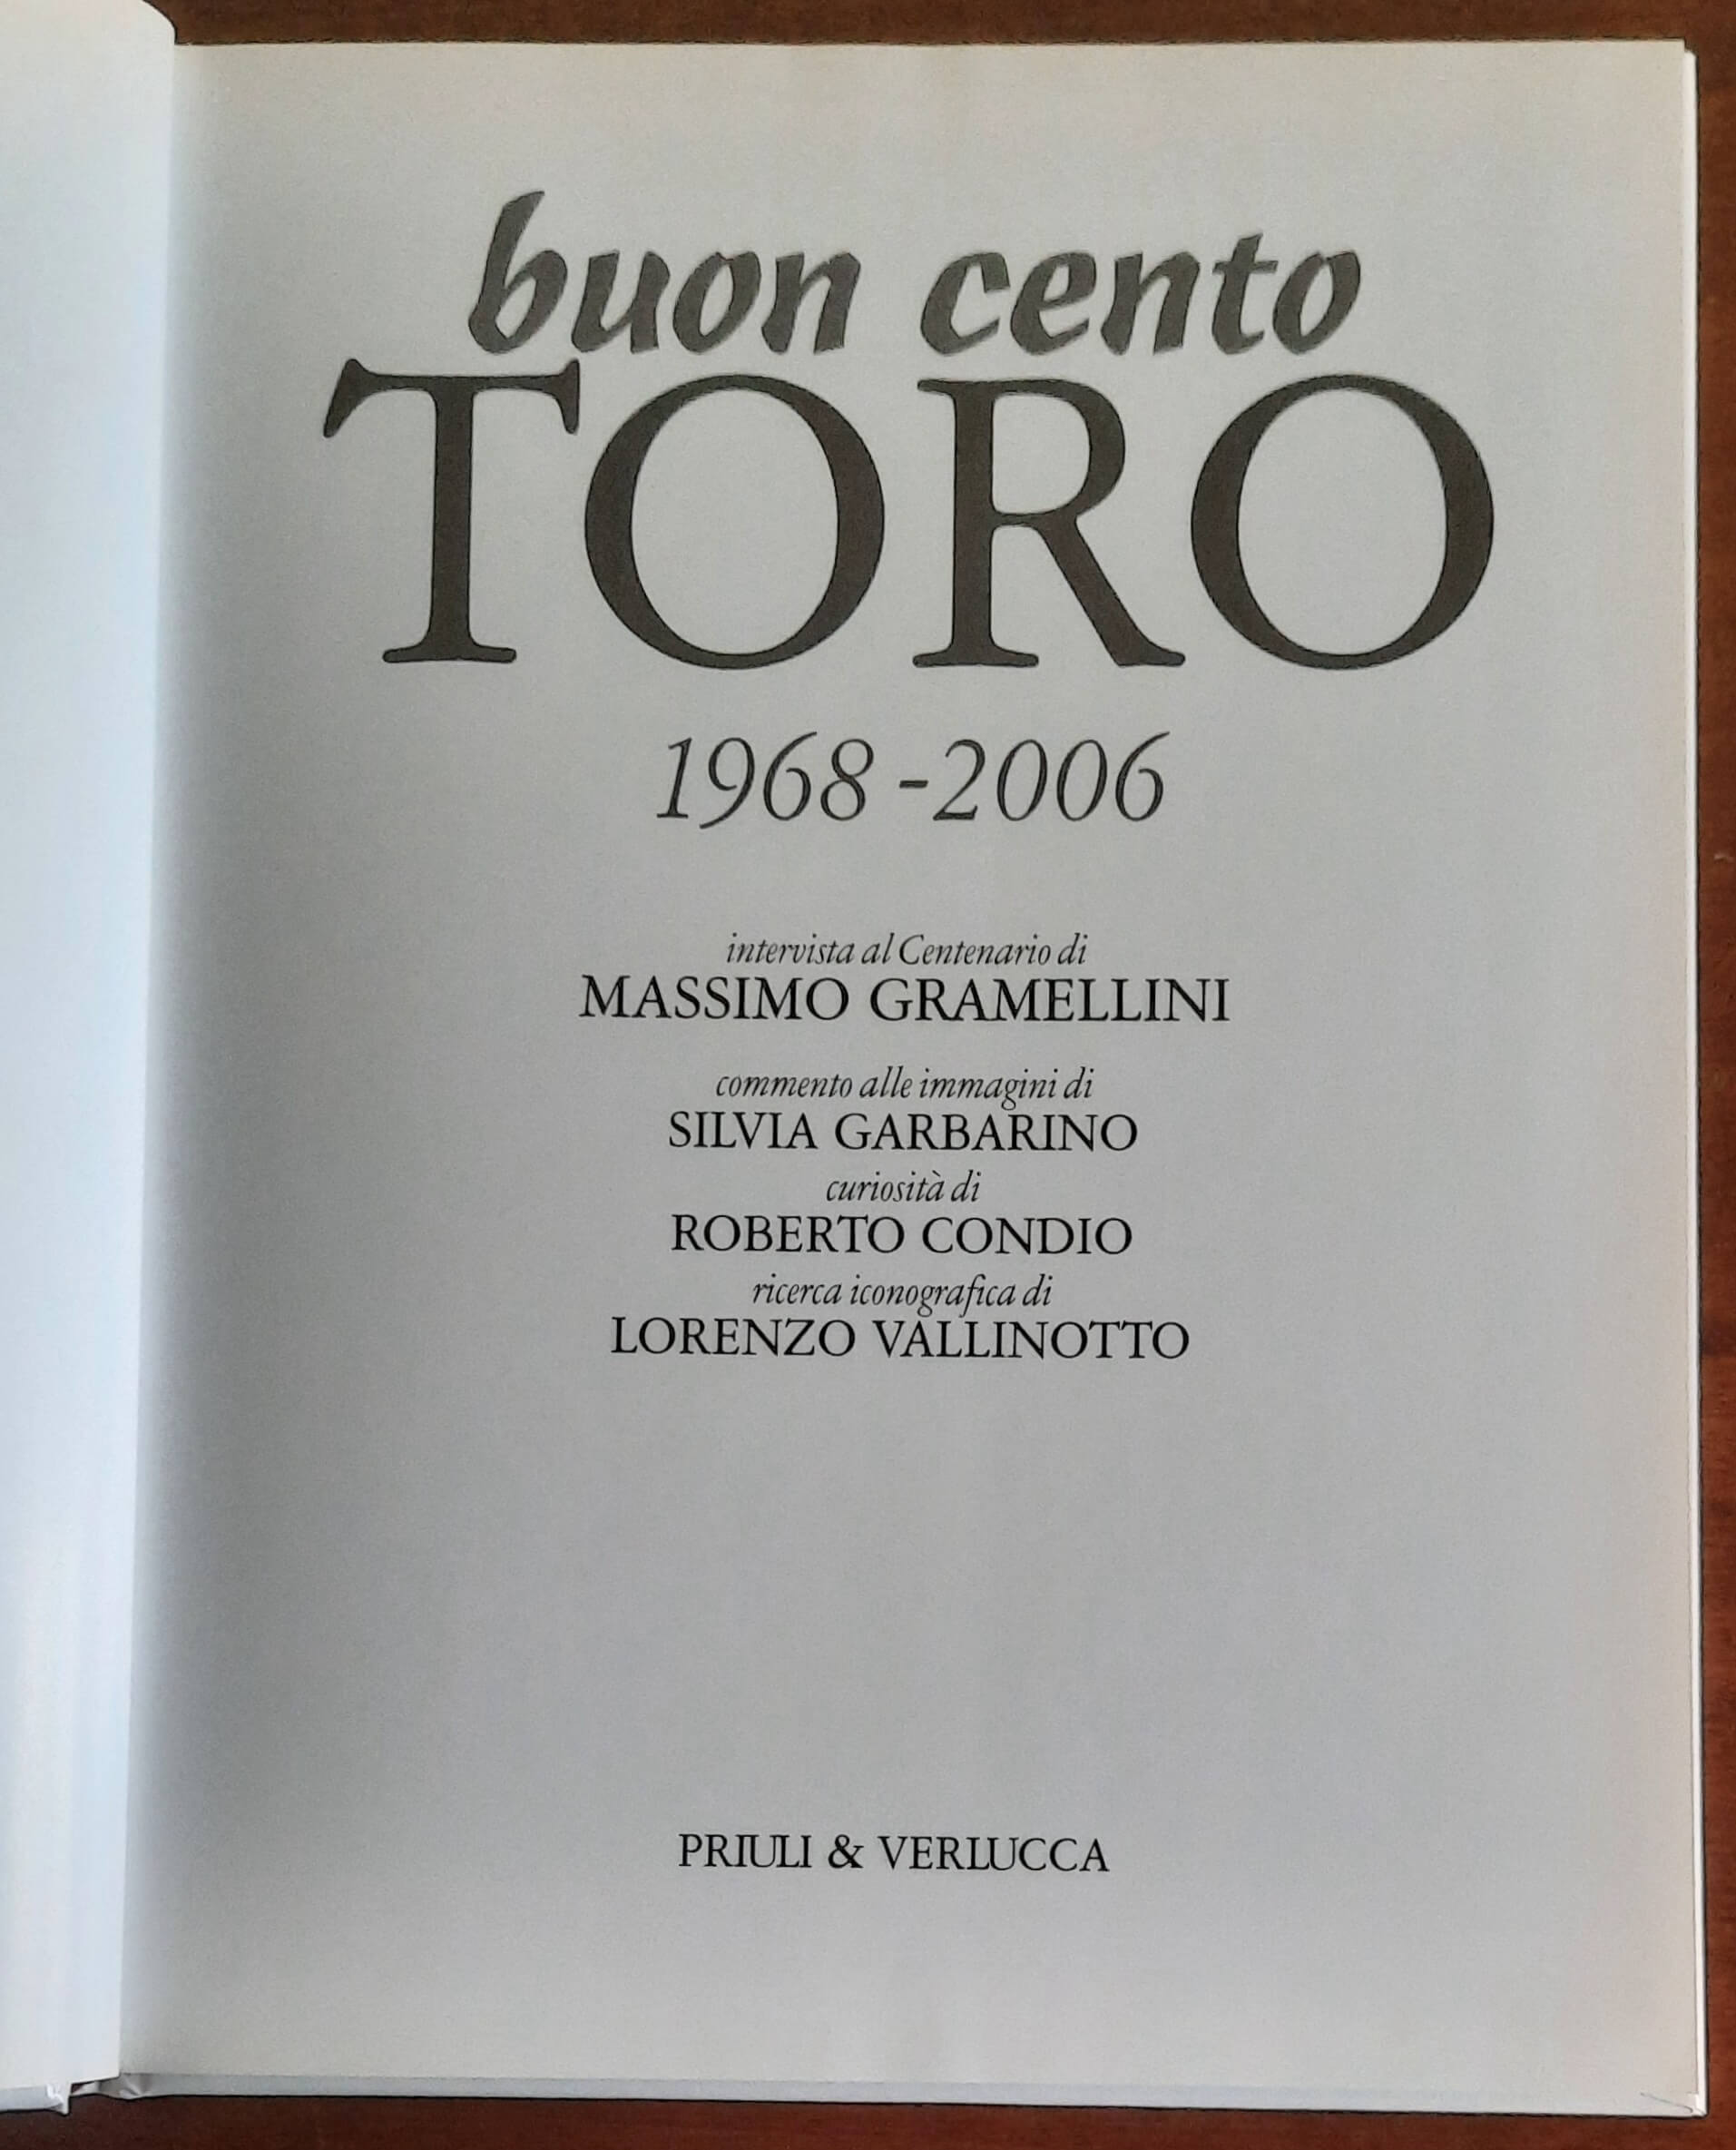 buon cento
TORO
1968-2006
intervista al Centenario di
MASSIMO GRAMELLINI
commento alle immagini di
SILVIA GARBARINO
curiosità di
ROBERTO CONDIO
ricerca iconografica di
LORENZO VALLINOTTO
PRIULI & VERLUCCA